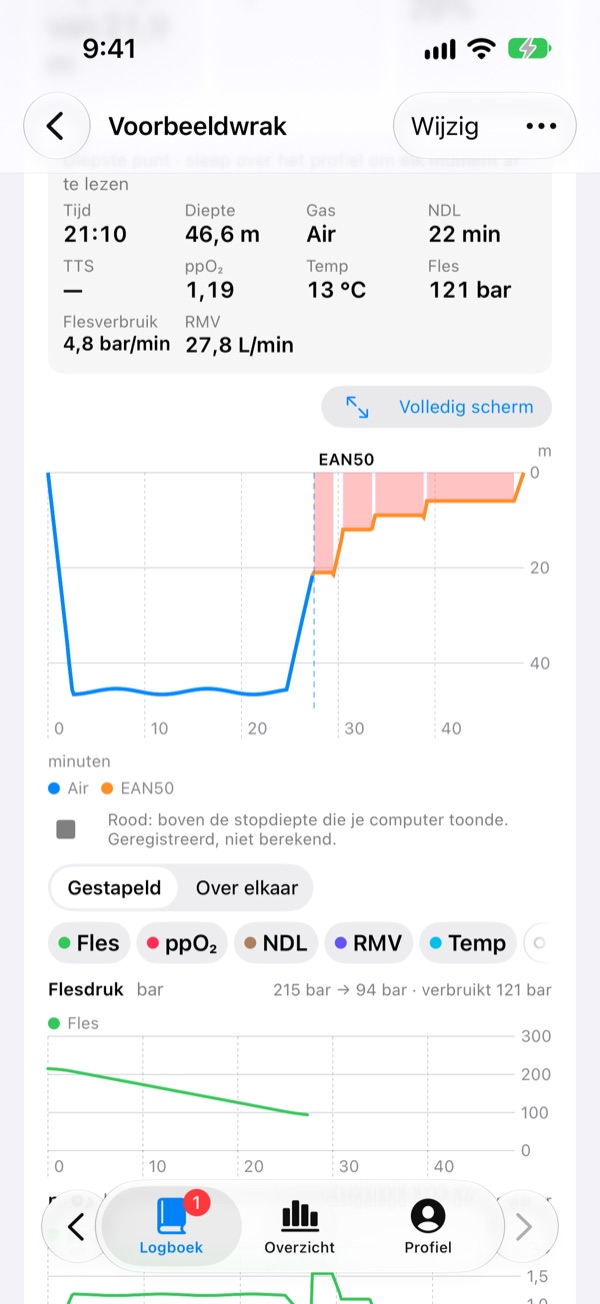 9:41
Voorbeeldwrak
Wijzig
te lezen
Tijd
21:10
Diepte
46,6 m
Gas
Air
NDL
22 min
TTS
—
ppO₂
1,19
Temp
13 °C
Fles
121 bar
Flesverbruik
4,8 bar/min
RMV
27,8 L/min
Volledig scherm
EAN50
m
0
20
40
0 10 20 30 40
minuten
Air EAN50
Rood: boven de stopdiepte die je computer toonde.
Geregistreerd, niet berekend.
Gestapeld Over elkaar
Fles ppO₂ NDL RMV Temp
Flesdruk bar 215 bar → 94 bar · verbruikt 121 bar
Fles
300
200
100
0
0 10 20 30 40
1
Logboek Overzicht Profiel
1,5